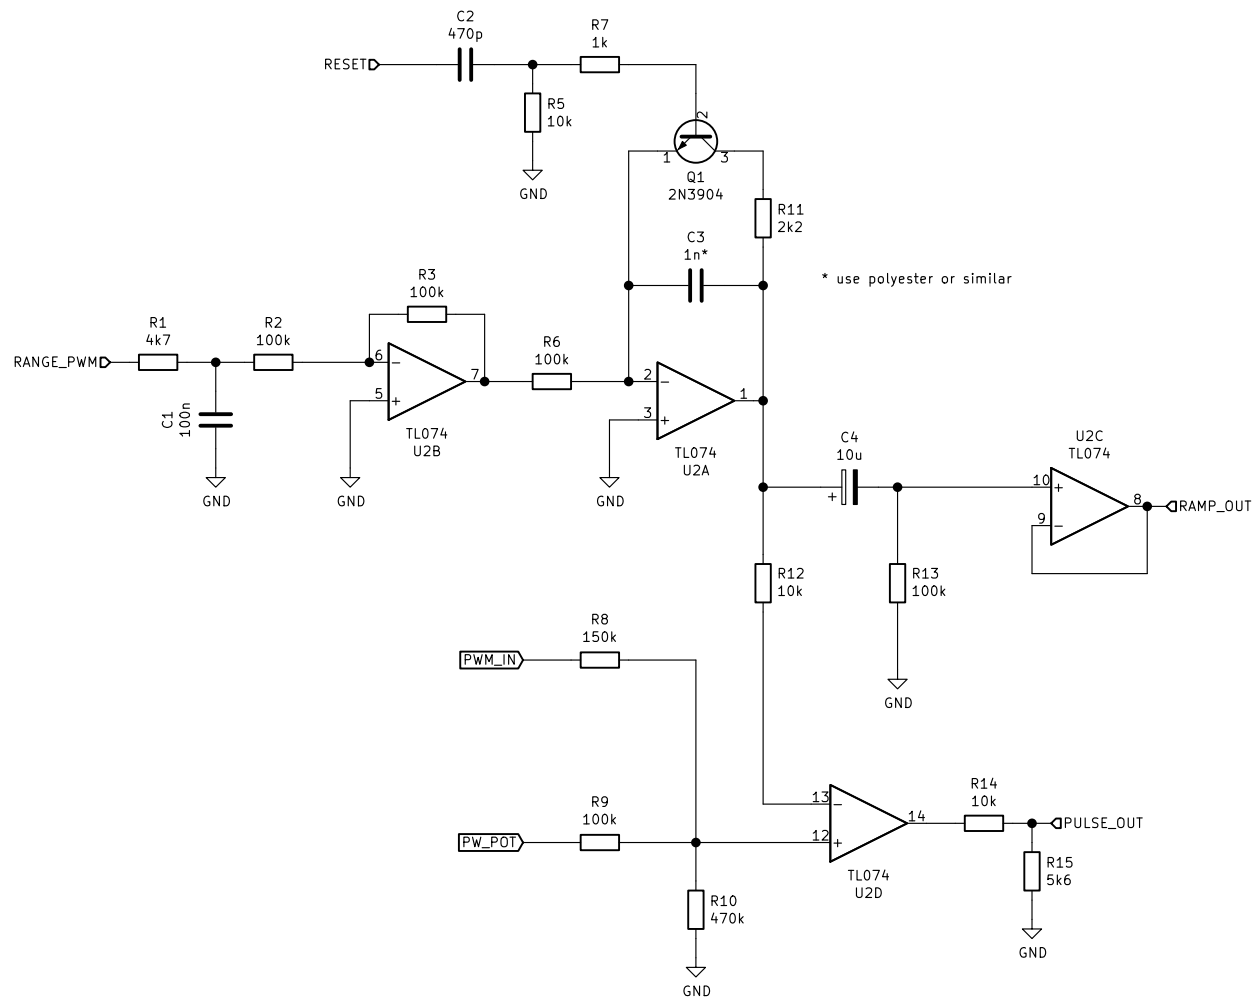 C2
470p
RESET
R7
1k
R5
10k
GND
2
1
3
Q1
2N3904
R11
2k2
C3
1n*
* use polyester or similar
R3
100k
R1
4k7
R2
100k
RANGE_PWM
C1
100n
GND
6
−
5
+
7
TL074
U2B
GND
R6
100k
2
−
3
+
1
TL074
U2A
GND
C4
10u
+
U2C
TL074
10
+
9
−
8
RAMP_OUT
R12
10k
R13
100k
GND
R8
150k
PWM_IN
R9
100k
PW_POT
R10
470k
GND
13
−
12
+
14
TL074
U2D
R14
10k
PULSE_OUT
R15
5k6
GND